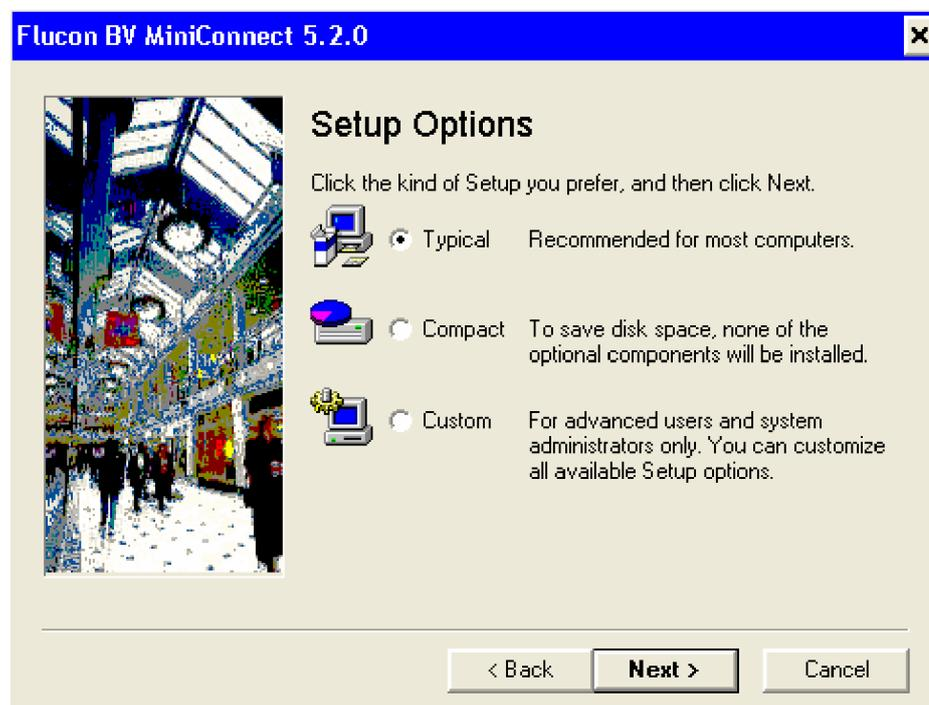 Flucon BV MiniConnect 5.2.0
Setup Options
Click the kind of Setup you prefer, and then click Next.
Typical Recommended for most computers.
Compact To save disk space, none of the
optional components will be installed.
Custom For advanced users and system
administrators only. You can customize
all available Setup options.
< Back Next > Cancel